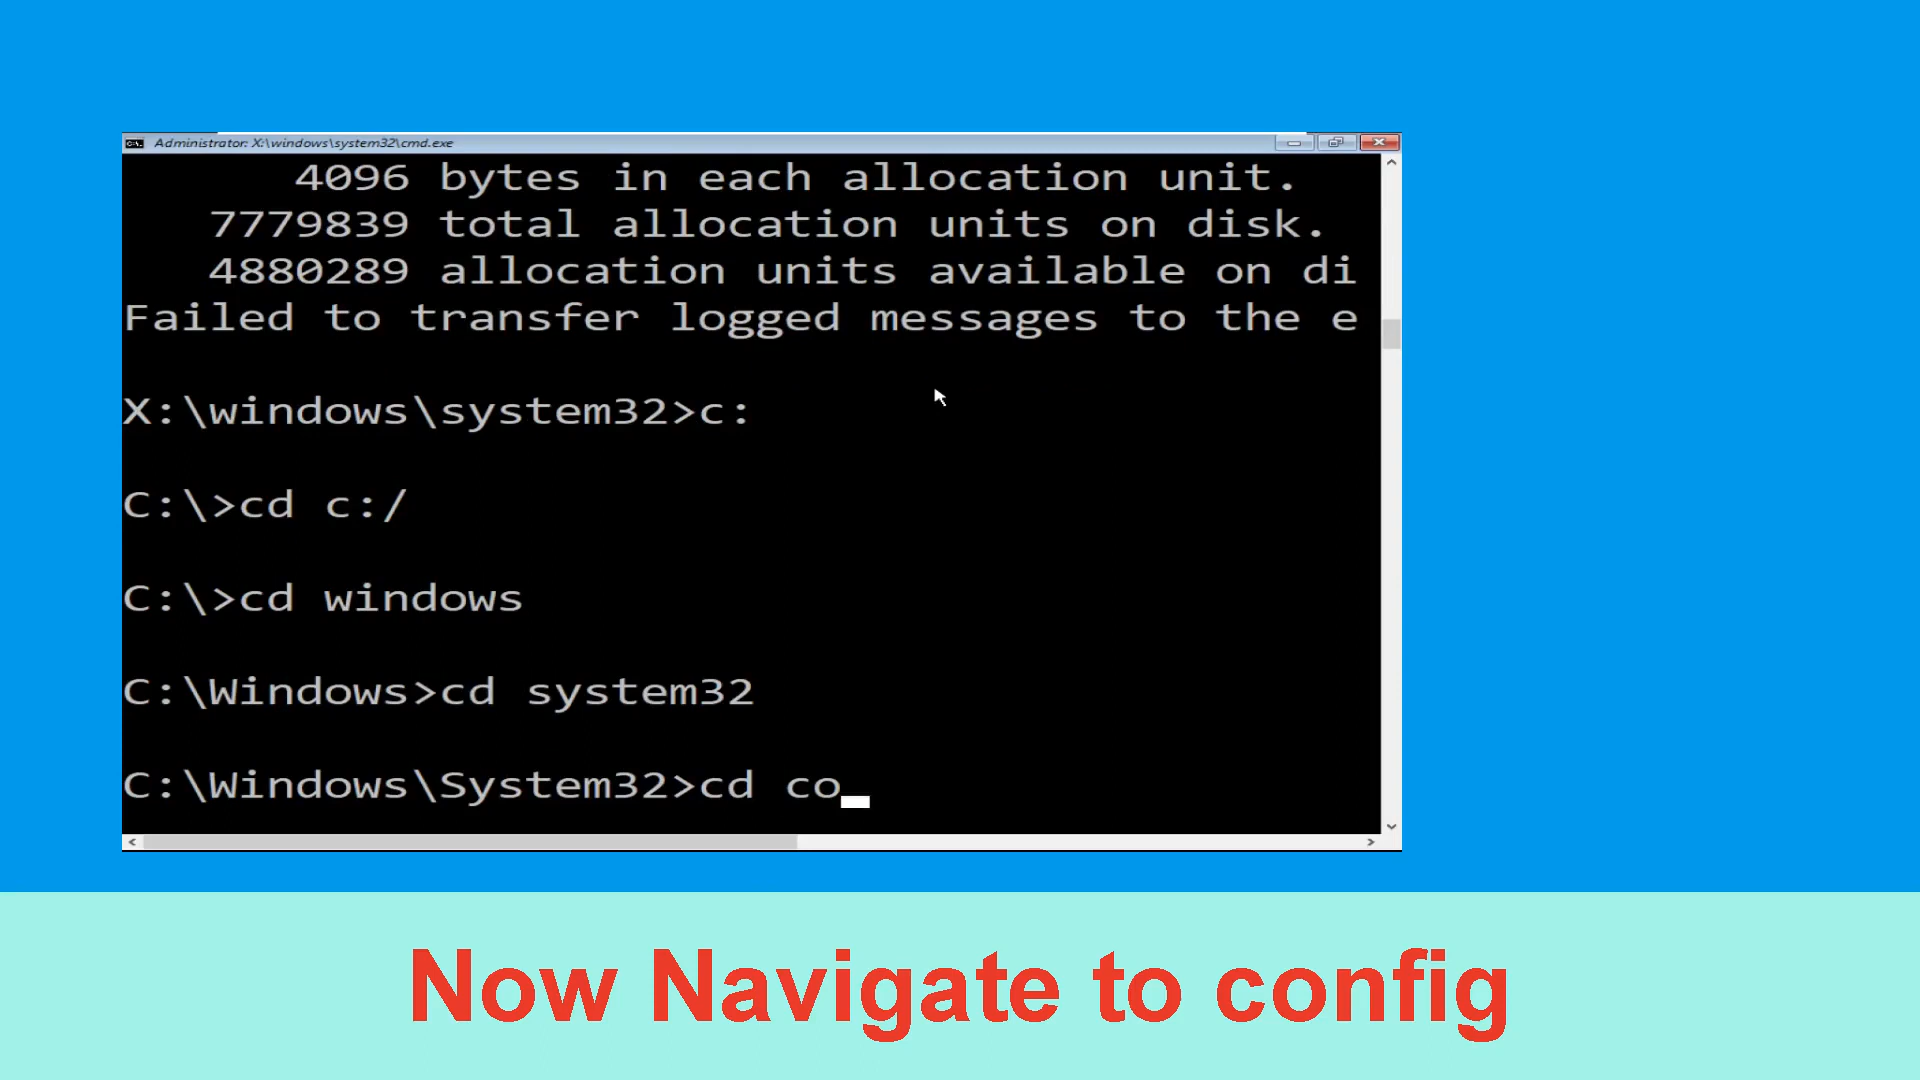 Administrator: X:\windows\system32\cmd.exe
4096 bytes in each allocation unit.
7779839 total allocation units on disk.
4880289 allocation units available on di
Failed to transfer logged messages to the e
X:\windows\system32>c:
C:\>cd c:/
C:\>cd windows
C:\Windows>cd system32
C:\Windows\System32>cd co_
Now Navigate to config